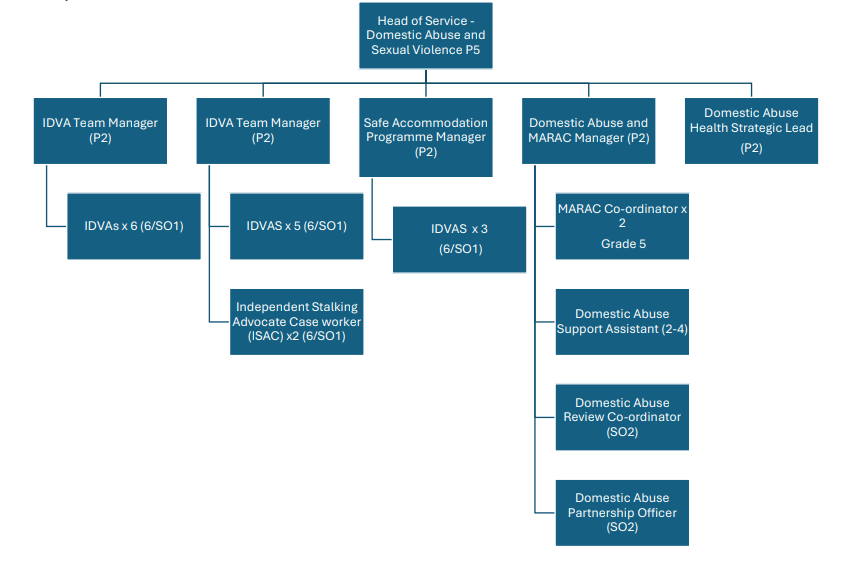 Head of Service -
Domestic Abuse and
Sexual Violence P5
IDVA Team Manager
(P2)
IDVA Team Manager
(P2)
Safe Accommodation
Programme Manager
(P2)
Domestic Abuse and
MARAC Manager (P2)
Domestic Abuse
Health Strategic Lead
(P2)
IDVAs x 6 (6/SO1)
IDVAS x 5 (6/SO1)
Independent Stalking
Advocate Case worker
(ISAC) x2 (6/SO1)
IDVAS x 3
(6/SO1)
MARAC Co-ordinator x
2
Grade 5
Domestic Abuse
Support Assistant (2-4)
Domestic Abuse
Review Co-ordinator
(SO2)
Domestic Abuse
Partnership Officer
(SO2)